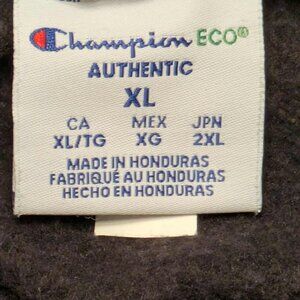 Champion ECO®
AUTHENTIC
XL
CA MEX JPN
XL/TG XG 2XL
MADE IN HONDURAS
FABRIQUÉ AU HONDURAS
HECHO EN HONDURAS